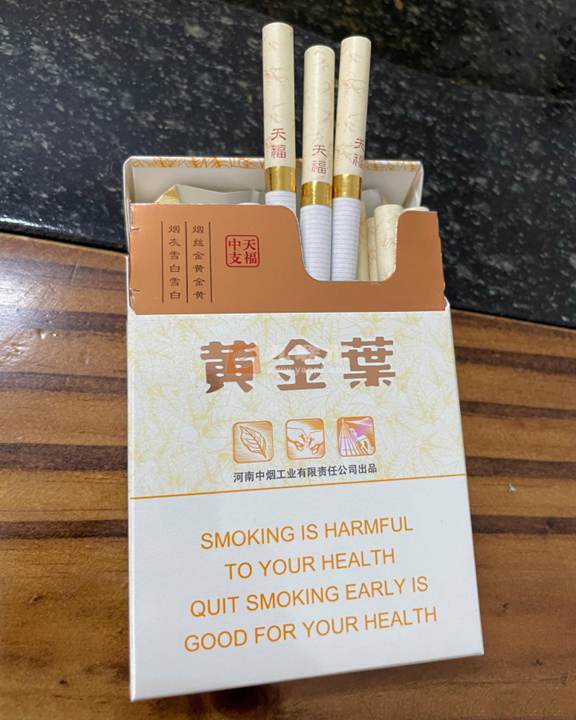 天福
天福
天福
烟丝金黄金黄
烟灰雪白雪白
天福
中支
黄金葉
河南中烟工业有限责任公司出品
SMOKING IS HARMFUL
TO YOUR HEALTH
QUIT SMOKING EARLY IS
GOOD FOR YOUR HEALTH